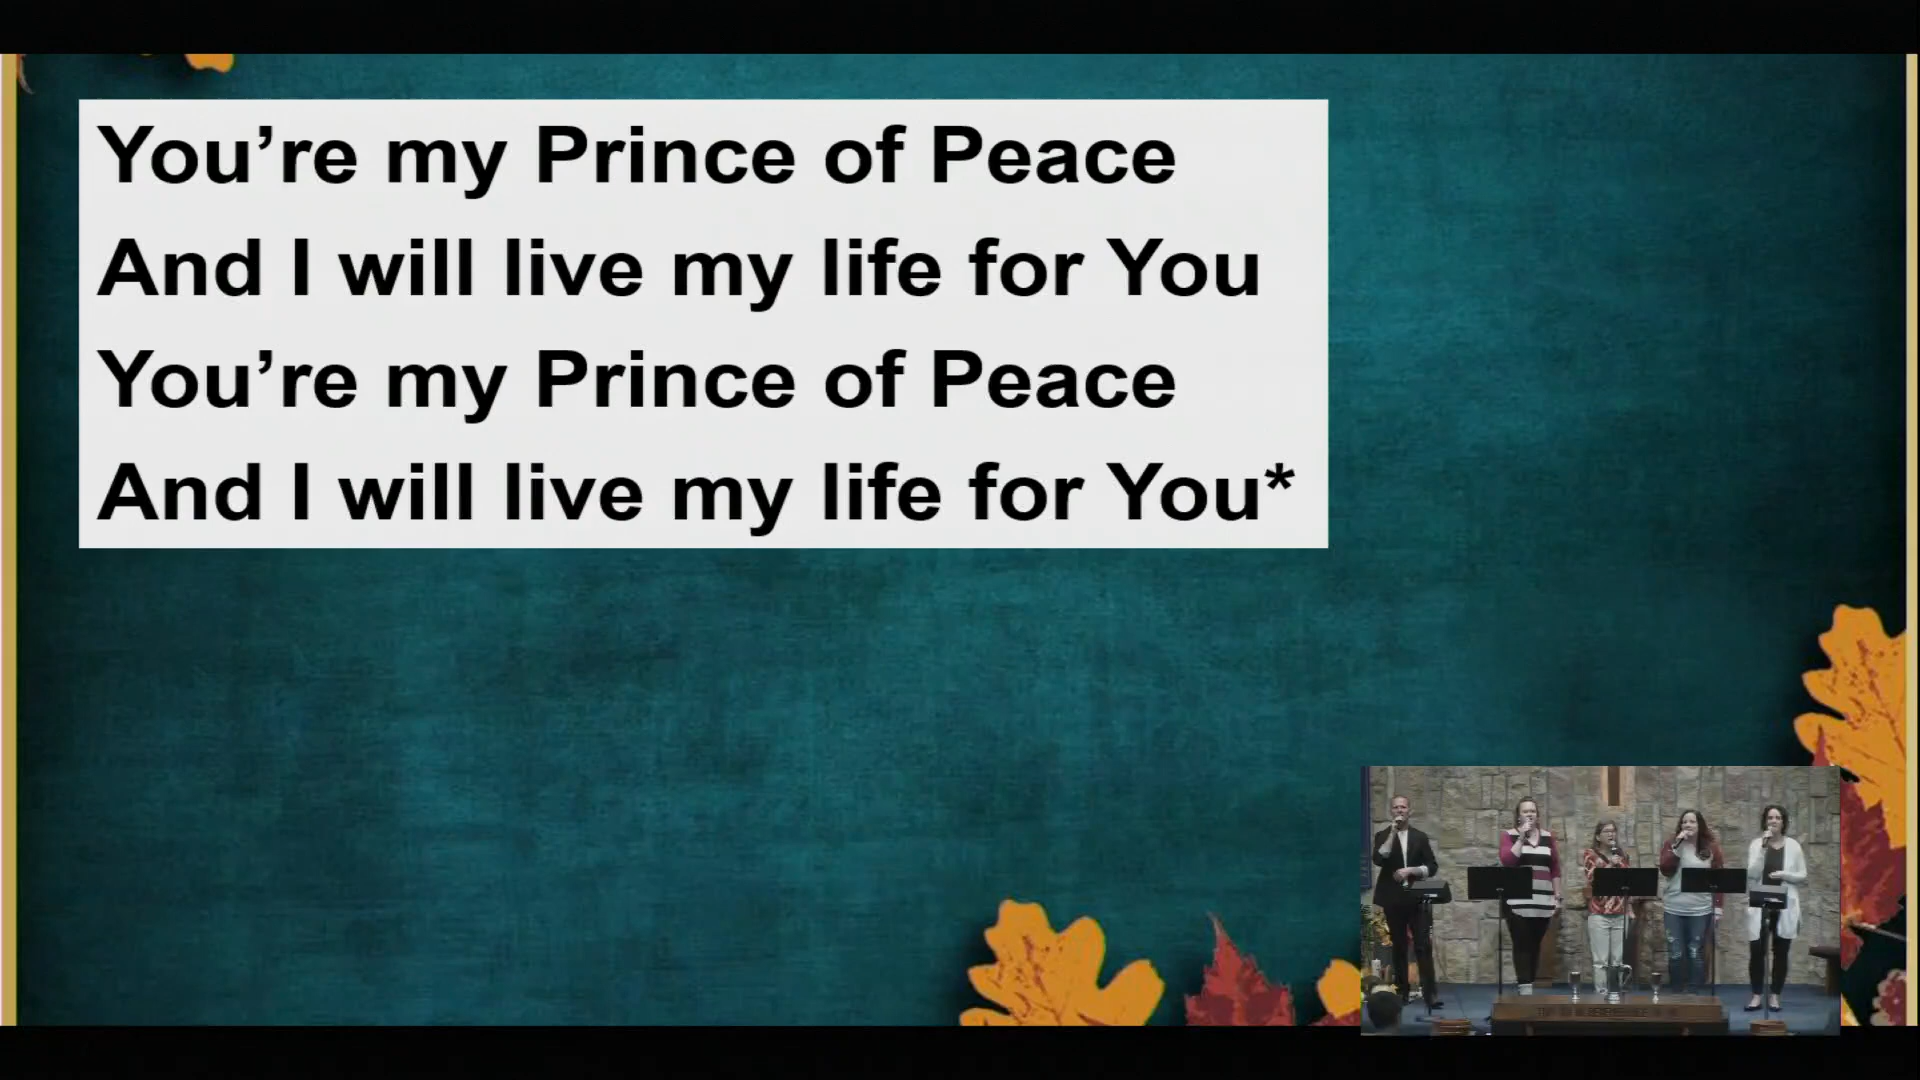 You’re my Prince of Peace
And I will live my life for You
You’re my Prince of Peace
And I will live my life for You*